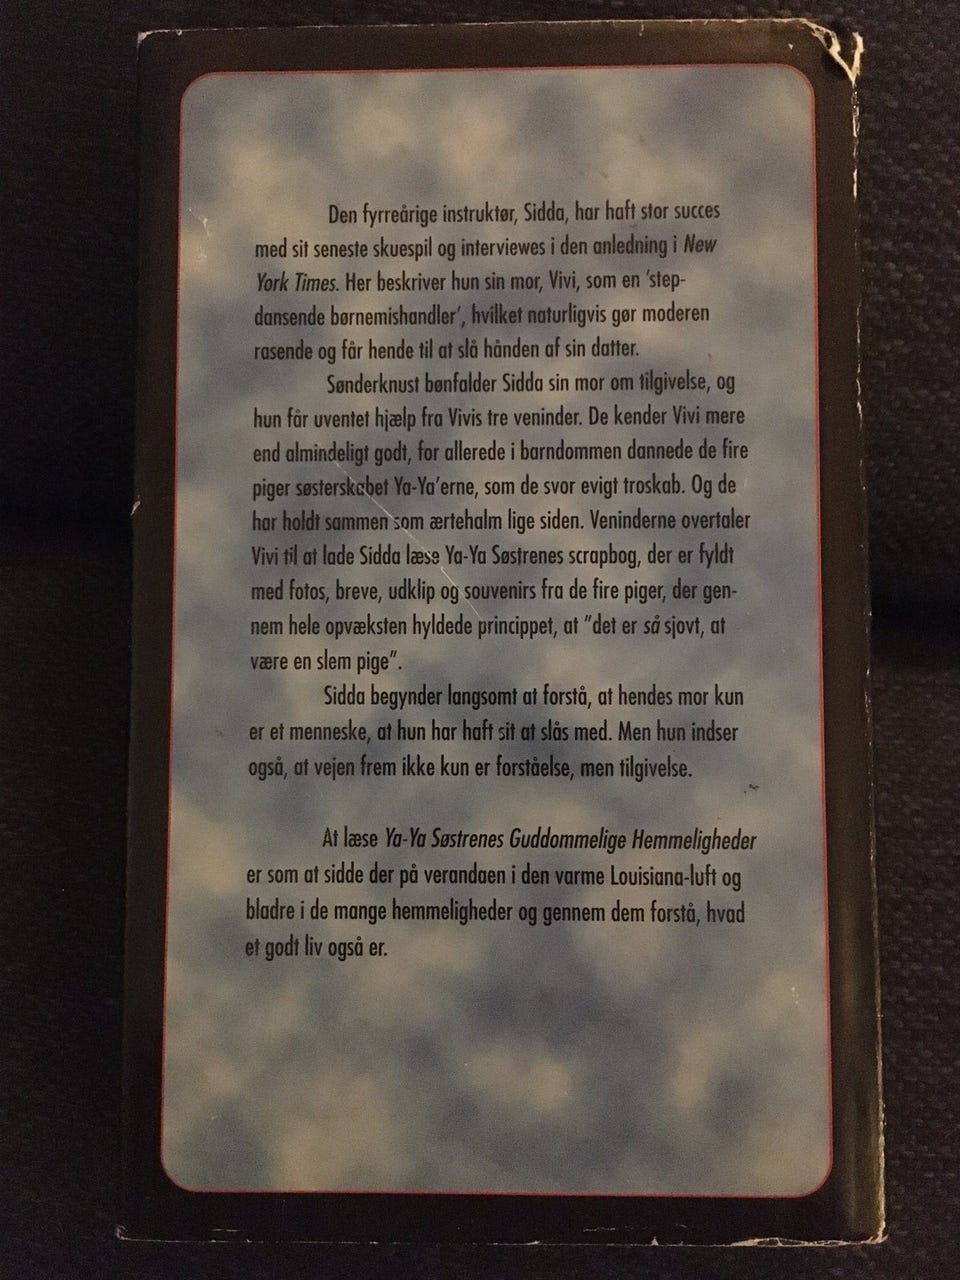 Den fyrreårige instruktør, Sidda, har haft stor succes
med sit seneste skuespil og interviewes i den anledning i New
York Times. Her beskriver hun sin mor, Vivi, som en 'step-
dansende børnemishandler', hvilket naturligvis gør moderen
rasende og får hende til at slå hånden af sin datter.
Sønderknust bønfalder Sidda sin mor om tilgivelse, og
hun får uventet hjælp fra Vivis tre veninder. De kender Vivi mere
end almindeligt godt, for allerede i barndommen dannede de fire
piger søsterskabet Ya-Ya'erne, som de svor evigt troskab. Og de
har holdt sammen som ærtehalm lige siden. Veninderne overtaler
Vivi til at lade Sidda læse Ya-Ya Søstrenes scrapbog, der er fyldt
med fotos, breve, udklip og souvenirs fra de fire piger, der gen-
nem hele opvæksten hyldede princippet, at "det er så sjovt, at
være en slem pige".
Sidda begynder langsomt at forstå, at hendes mor kun
er et menneske, at hun har haft sit at slås med. Men hun indser
også, at vejen frem ikke kun er forståelse, men tilgivelse.
At læse Ya-Ya Søstrenes Guddommelige Hemmeligheder
er som at sidde der på verandaen i den varme Louisiana-luft og
bladre i de mange hemmeligheder og gennem dem forstå, hvad
et godt liv også er.